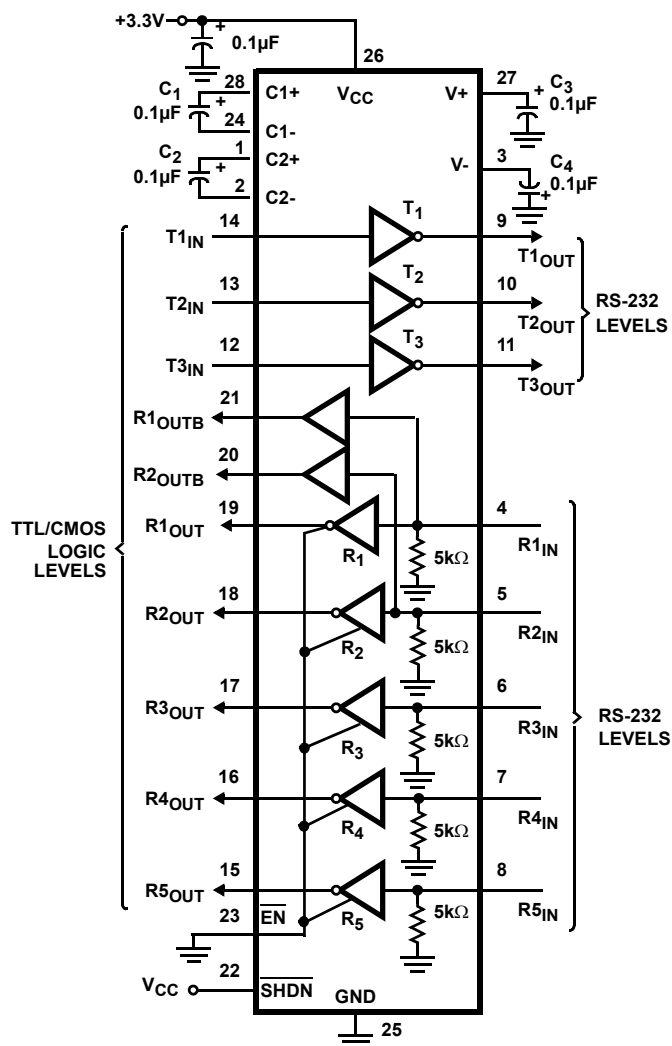 +3.3V
0.1µF
+
26
VCC
C1
0.1µF
+
28
C1+
24
C1-
C2
0.1µF
+
1
C2+
2
C2-
V+
27
+
C3
0.1µF
V-
3
C4
0.1µF
+
T1IN
14
T1
9
T1OUT
T2IN
13
T2
10
T2OUT
T3IN
12
T3
11
T3OUT
RS-232
LEVELS
R1OUTB
21
R2OUTB
20
TTL/CMOS
LOGIC
LEVELS
R1OUT
19
R1
5kΩ
4
R1IN
R2OUT
18
R2
5kΩ
5
R2IN
R3OUT
17
R3
5kΩ
6
R3IN
R4OUT
16
R4
5kΩ
7
R4IN
R5OUT
15
R5
5kΩ
8
R5IN
RS-232
LEVELS
23
EN
VCC
22
SHDN
GND
25